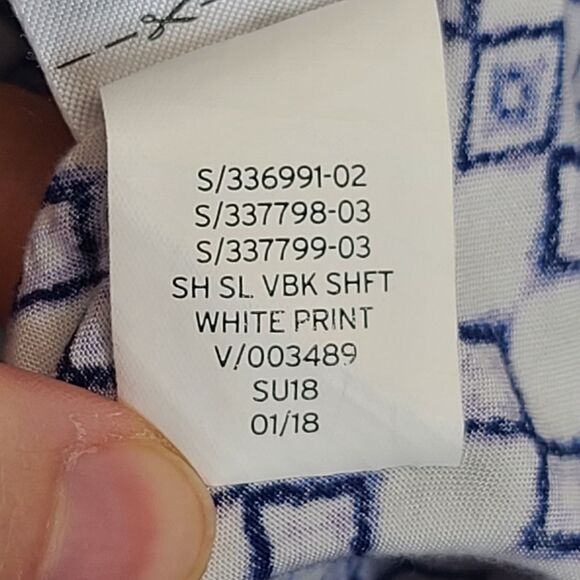 S/336991-02
S/337798-03
S/337799-03
SH SL VBK SHFT
WHITE PRINT
V/003489
SU18
01/18